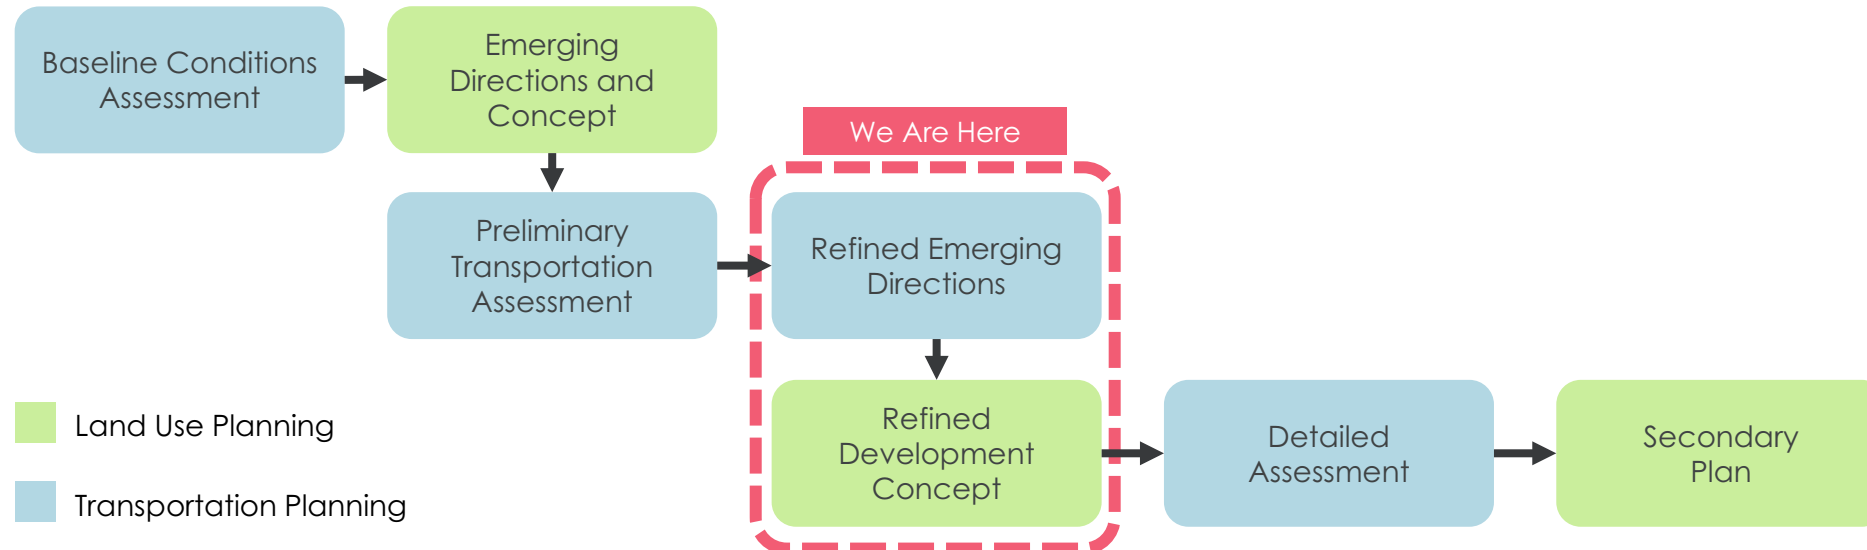 Baseline Conditions
Assessment
Emerging
Directions and
Concept
We Are Here
Preliminary
Transportation
Assessment
Refined Emerging
Directions
Refined
Development
Concept
Detailed
Assessment
Secondary
Plan
Land Use Planning
Transportation Planning